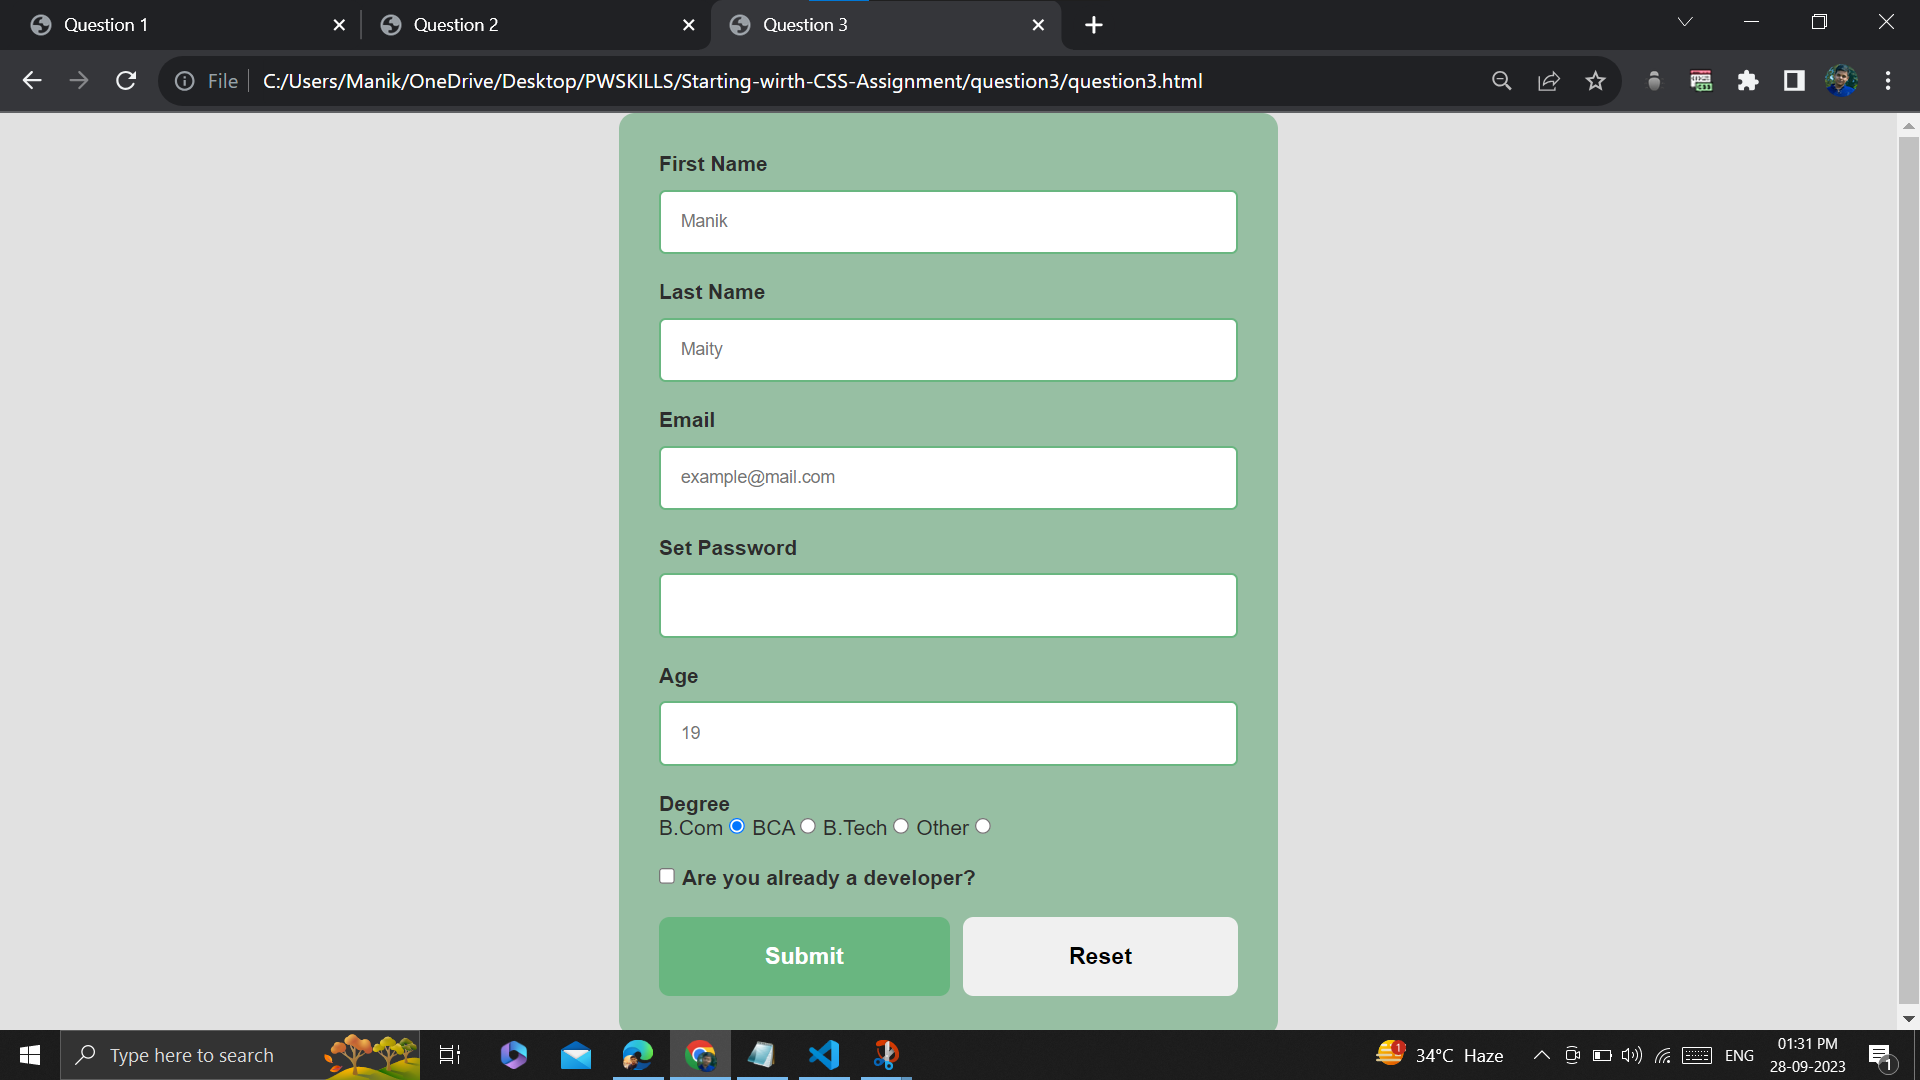 Question 1
Question 2
Question 3
File
C:/Users/Manik/OneDrive/Desktop/PWSKILLS/Starting-wirth-CSS-Assignment/question3/question3.html
First Name
Manik
Last Name
Maity
Email
example@mail.com
Set Password
Age
19
Degree
B.Com BCA B.Tech Other
Are you already a developer?
Submit Reset
Type here to search
1
34°C Haze
ENG
01:31 PM
28-09-2023
1